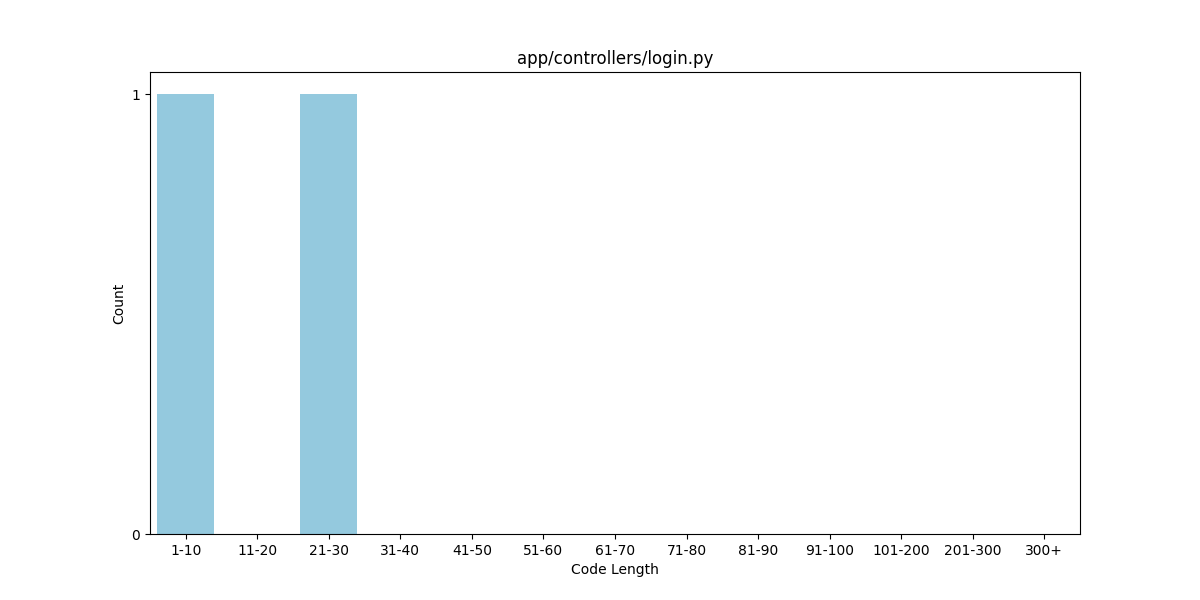 app/controllers/login.py
1
Count
0
1-10 11-20 21-30 31-40 41-50 51-60 61-70 71-80 81-90 91-100 101-200 201-300 300+
Code Length